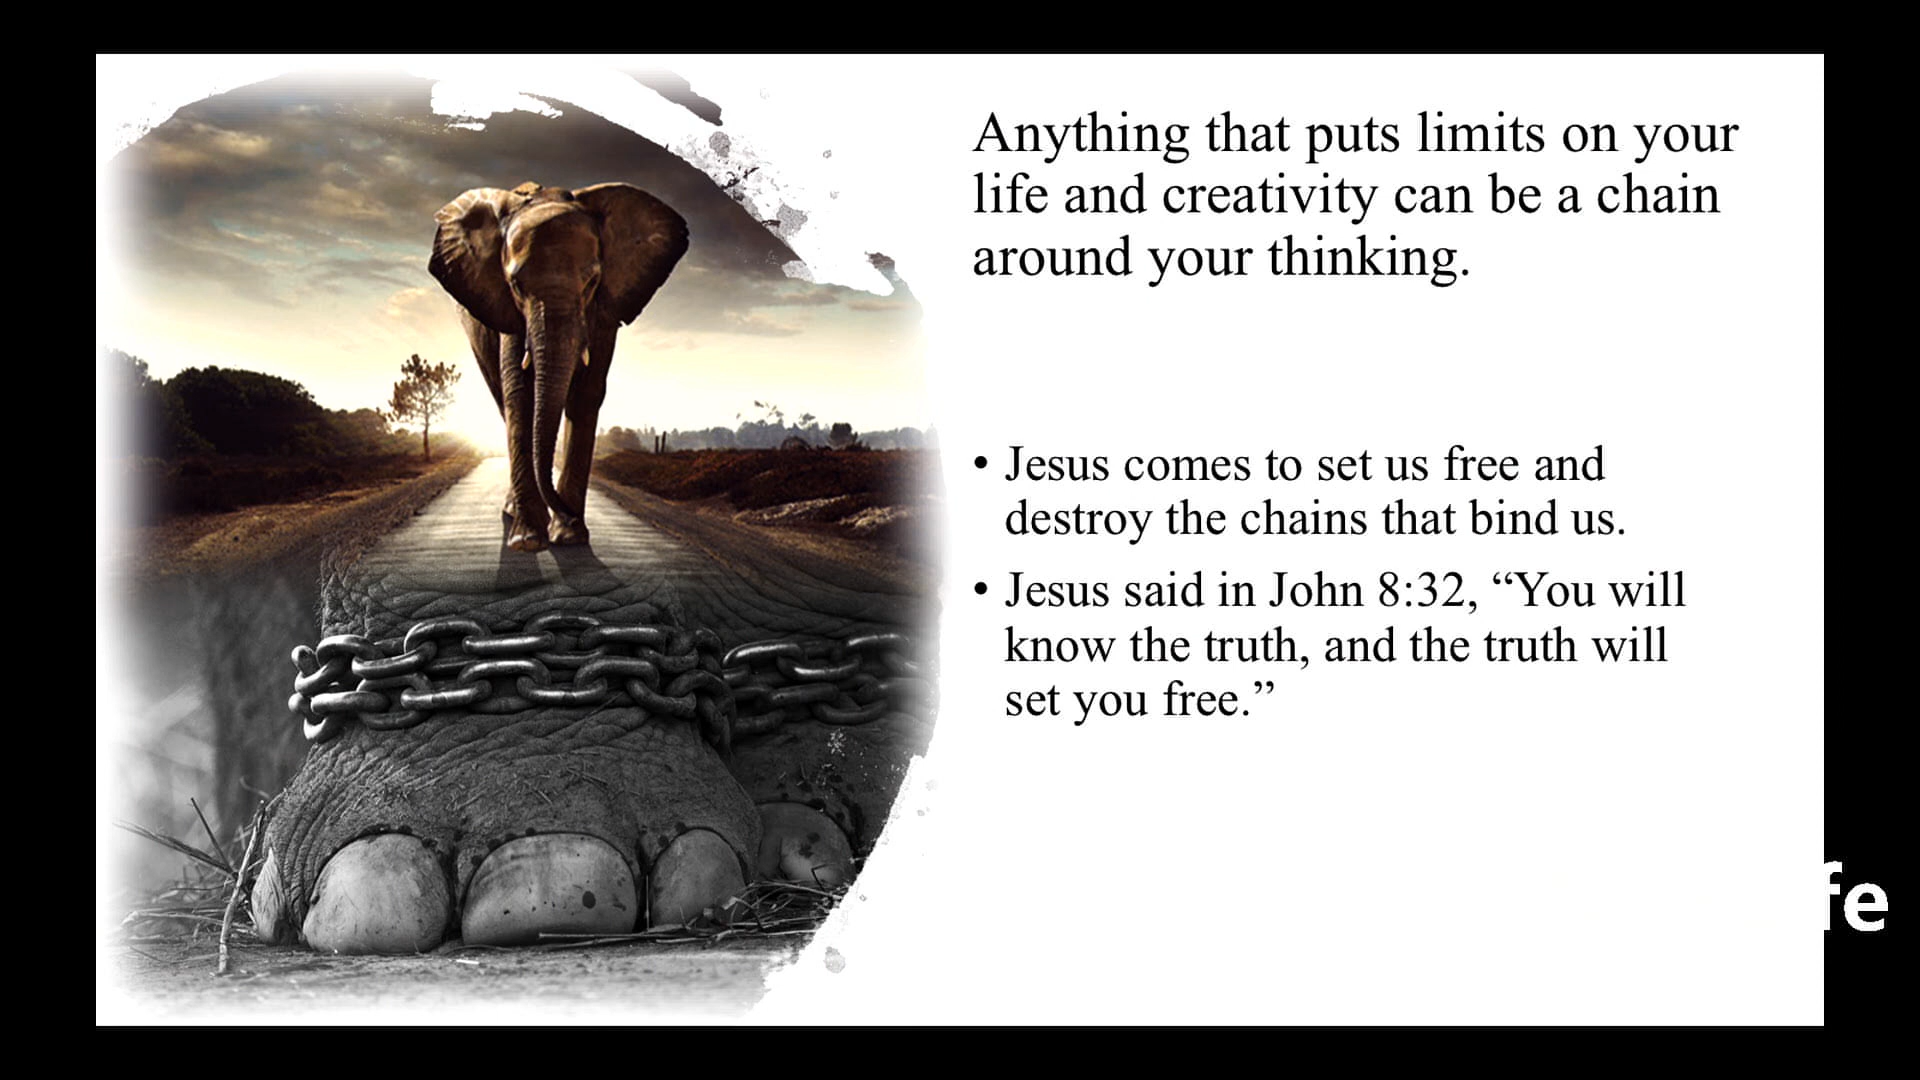 Anything that puts limits on your
life and creativity can be a chain
around your thinking.
• Jesus comes to set us free and
destroy the chains that bind us.
• Jesus said in John 8:32, “You will
know the truth, and the truth will
set you free.”
fe